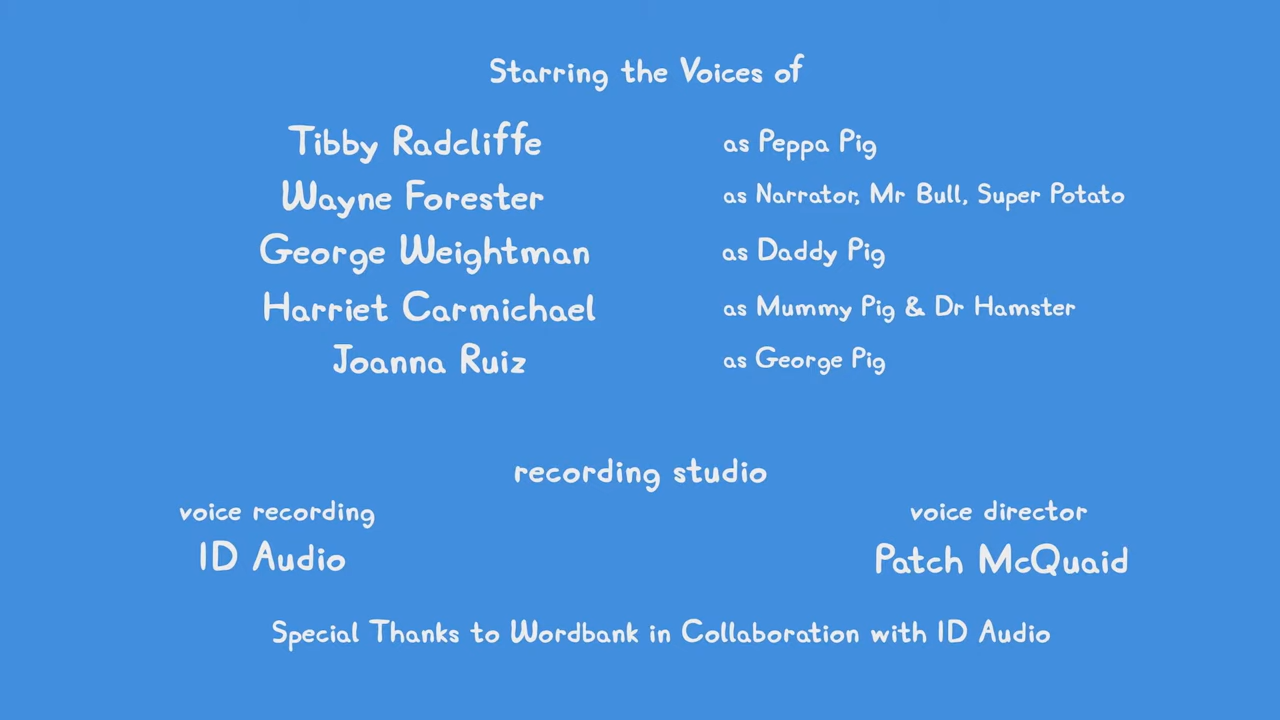 Starring the Voices of
Tibby Radcliffe as Peppa Pig
Wayne Forester as Narrator, Mr Bull, Super Potato
George Weightman as Daddy Pig
Harriet Carmichael as Mummy Pig & Dr Hamster
Joanna Ruiz as George Pig
recording studio
voice recording voice director
ID Audio Patch McQuaid
Special Thanks to Wordbank in Collaboration with ID Audio